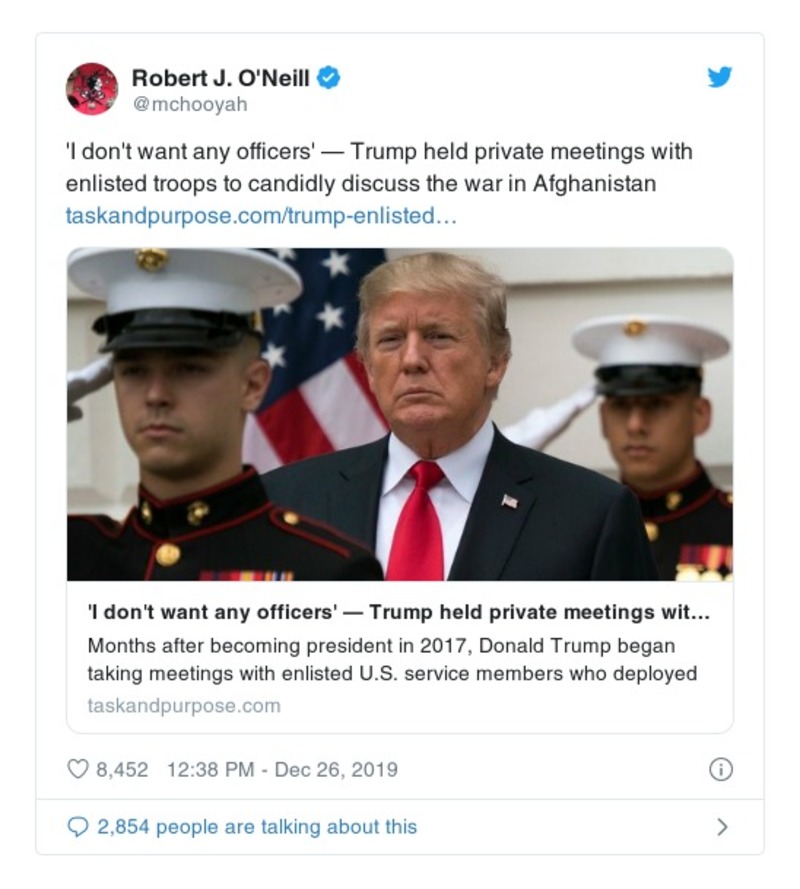 Robert J. O'Neill
@mchooyah
'I don't want any officers' — Trump held private meetings with
enlisted troops to candidly discuss the war in Afghanistan
taskandpurpose.com/trump-enlisted…
'I don't want any officers' — Trump held private meetings wit…
Months after becoming president in 2017, Donald Trump began
taking meetings with enlisted U.S. service members who deployed
taskandpurpose.com
8,452 12:38 PM - Dec 26, 2019
2,854 people are talking about this